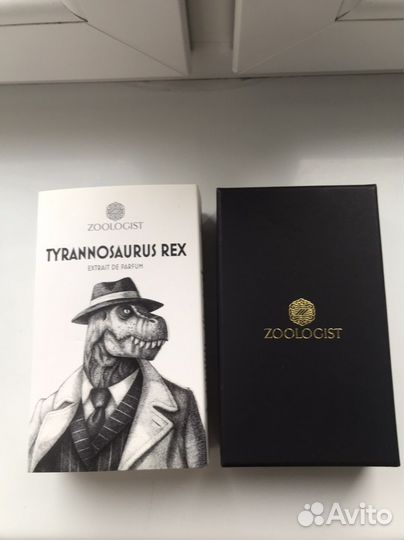 ZOOLOGIST
TYRANNOSAURUS REX
EXTRAIT DE PARFUM
ZOOLOGIST
Avito